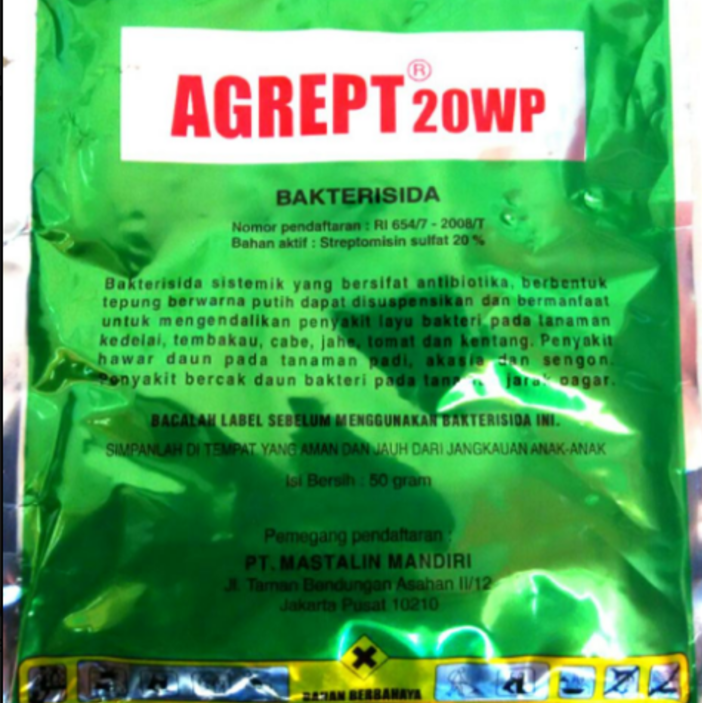 AGREPT® 20WP
BAKTERISIDA
Nomor pendaftaran : RI 654/7 - 2008/T
Bahan aktif : Streptomisin sulfat 20 %
Bakterisida sistemik yang bersifat antibiotika, berbentuk
tepung berwarna putih dapat disuspensikan dan bermanfaat
untuk mengendalikan penyakit layu bakteri pada tanaman
kedelai, tembakau, cabe, jahe, tomat dan kentang. Penyakit
hawar daun pada tanaman padi, akasia dan sengon.
Penyakit bercak daun bakteri pada jarak pagar.
BACALAH LABEL SEBELUM MENGGUNAKAN BAKTERISIDA INI.
SIMPANLAH DI TEMPAT YANG AMAN DAN JAUH DARI JANGKAUAN ANAK-ANAK
Isi Bersih : 50 gram
Pemegang pendaftaran :
PT. MASTALIN MANDIRI
Jl. Taman Bendungan Asahan II/12
Jakarta Pusat 10210
BAHAN BERBAHAYA